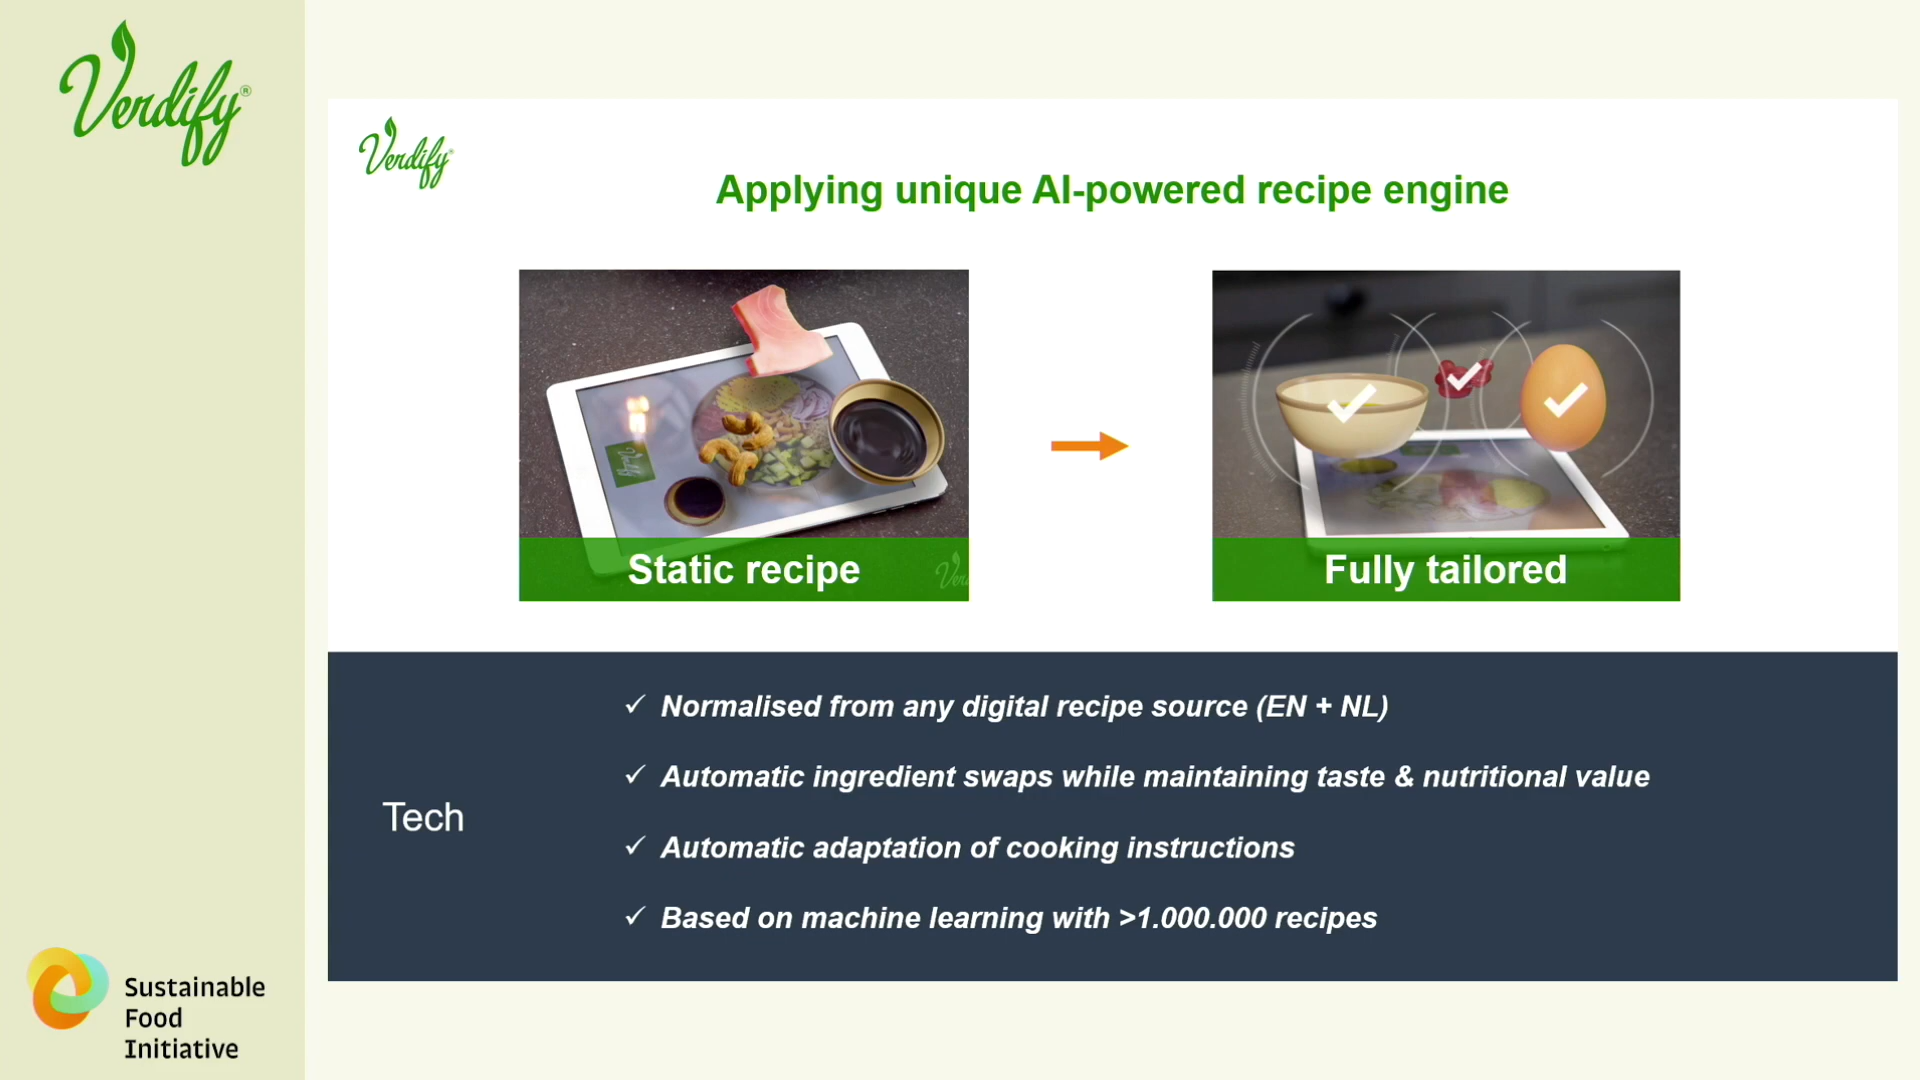 Verdify®
Verdify®
Applying unique AI-powered recipe engine
Static recipe
Fully tailored
Tech
✓ Normalised from any digital recipe source (EN + NL)
✓ Automatic ingredient swaps while maintaining taste & nutritional value
✓ Automatic adaptation of cooking instructions
✓ Based on machine learning with >1.000.000 recipes
Sustainable
Food
Initiative